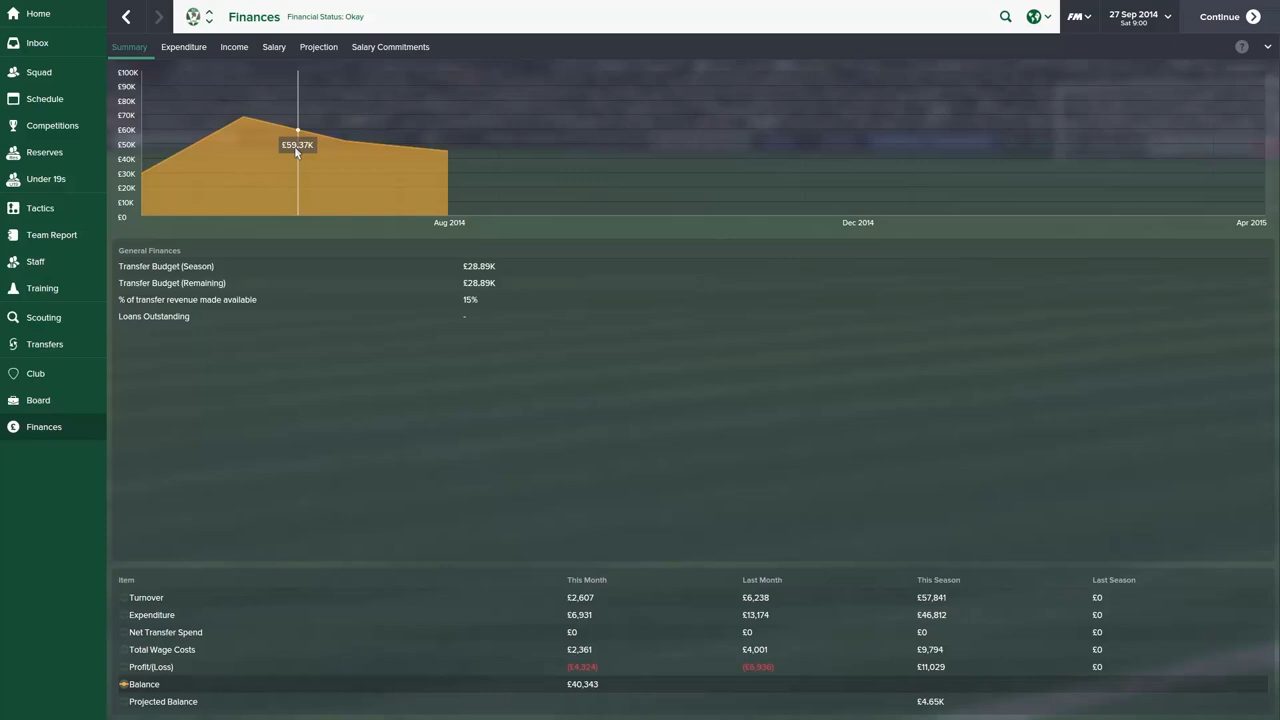 Home
Finances
Financial Status: Okay
FM
27 Sep 2014
Sat 9:00
Continue
Inbox
Summary
Expenditure
Income
Salary
Projection
Salary Commitments
?
Squad
Schedule
Competitions
Reserves
Under 19s
Tactics
Team Report
Staff
Training
Scouting
Transfers
Club
Board
£ Finances
£100K
£90K
£80K
£70K
£60K
£50K
£40K
£30K
£20K
£10K
£0
£59.37K
Aug 2014
Dec 2014
Apr 2015
General Finances
Transfer Budget (Season) £28.89K
Transfer Budget (Remaining) £28.89K
% of transfer revenue made available 15%
Loans Outstanding -
Item This Month Last Month This Season Last Season
Turnover £2,607 £6,238 £57,841 £0
Expenditure £6,931 £13,174 £46,812 £0
Net Transfer Spend £0 £0 £0 £0
Total Wage Costs £2,361 £4,001 £9,794 £0
Profit/(Loss) (£4,324) (£6,936) £11,029 £0
Balance £40,343
Projected Balance £4.65K